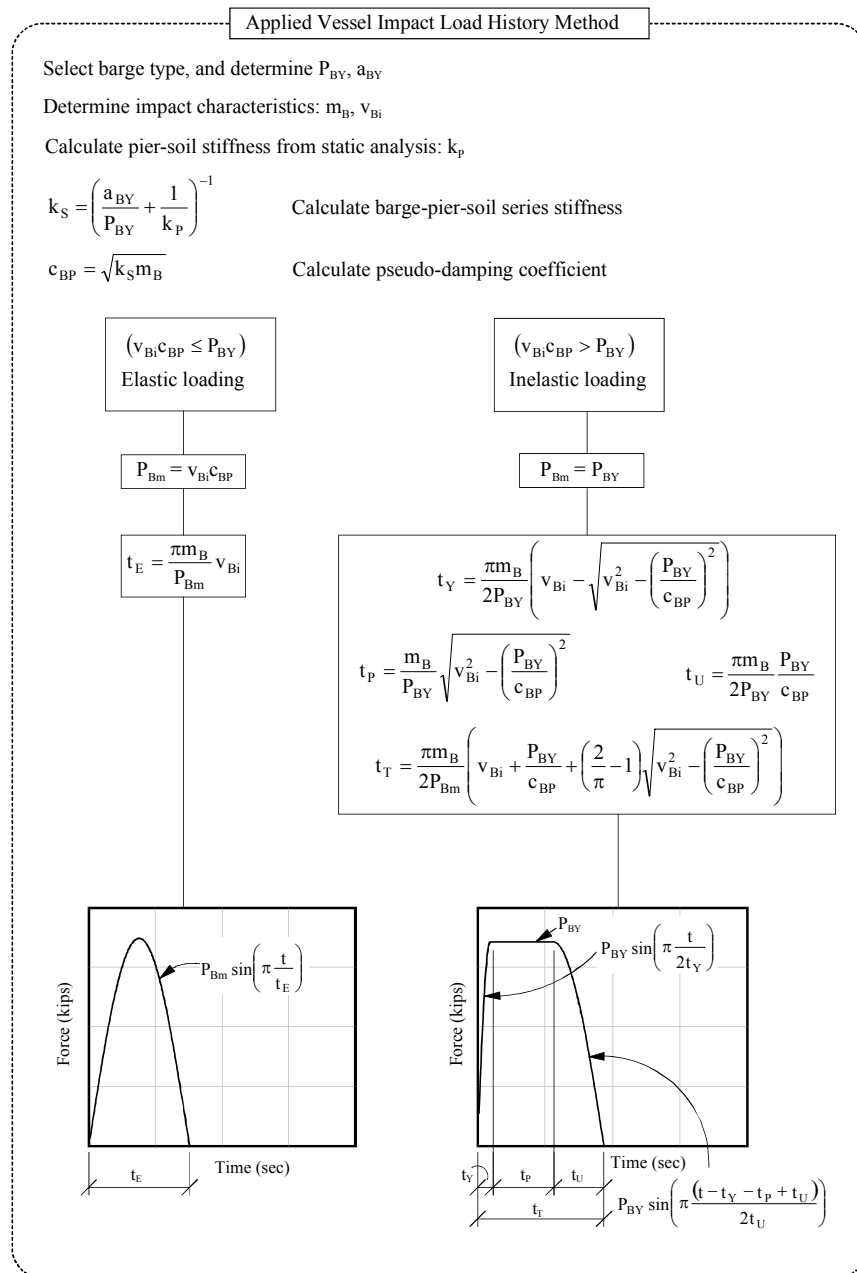 Applied Vessel Impact Load History Method
Select barge type, and determine P_BY, a_BY
Determine impact characteristics: m_B, v_Bi
Calculate pier-soil stiffness from static analysis: k_P
k_S = (a_BY/P_BY + 1/k_P)^−1 Calculate barge-pier-soil series stiffness
c_BP = √(k_S m_B) Calculate pseudo-damping coefficient
(v_Bi c_BP ≤ P_BY)
Elastic loading
P_Bm = v_Bi c_BP
t_E = πm_B/P_Bm v_Bi
(v_Bi c_BP > P_BY)
Inelastic loading
P_Bm = P_BY
t_Y = πm_B/2P_BY (v_Bi − √(v_Bi^2 − (P_BY/c_BP)^2))
t_P = m_B/P_BY √(v_Bi^2 − (P_BY/c_BP)^2) t_U = πm_B/2P_BY P_BY/c_BP
t_T = πm_B/2P_Bm (v_Bi + P_BY/c_BP + (2/π − 1)√(v_Bi^2 − (P_BY/c_BP)^2))
Force (kips)
P_Bm sin(π t/t_E)
t_E
Time (sec)
Force (kips)
P_BY
P_BY sin(π t/2t_Y)
t_Y t_P t_U
Time (sec)
t_T
P_BY sin(π (t − t_Y − t_P + t_U)/2t_U)